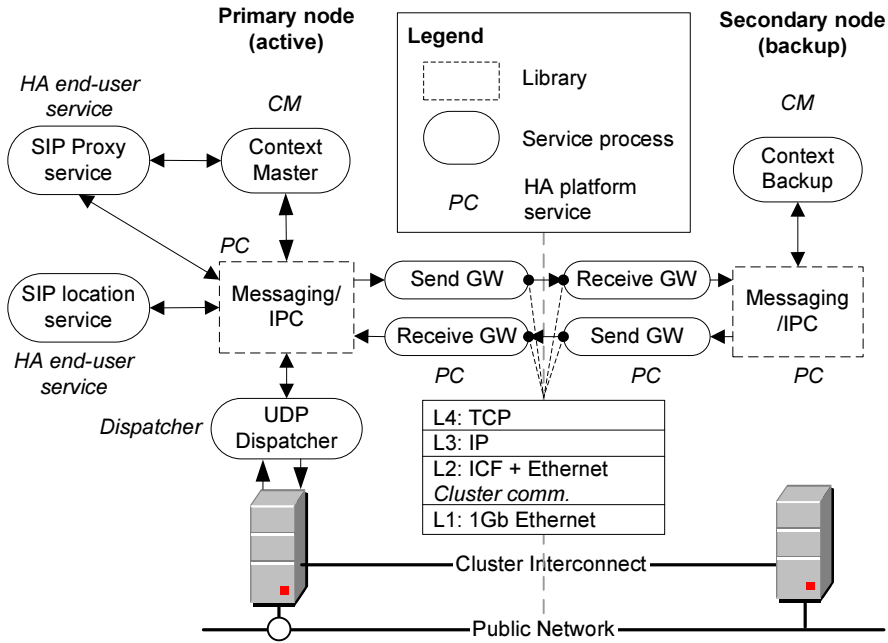 Primary node
(active)
Secondary node
(backup)
Legend
Library
Service process
PC
HA platform
service
HA end-user
service
CM
CM
SIP Proxy
service
Context
Master
Context
Backup
PC
SIP location
service
Messaging/
IPC
Send GW
Receive GW
Receive GW
Send GW
Messaging
/IPC
HA end-user
service
PC
PC
PC
Dispatcher
UDP
Dispatcher
L4: TCP
L3: IP
L2: ICF + Ethernet
Cluster comm.
L1: 1Gb Ethernet
Cluster Interconnect
Public Network